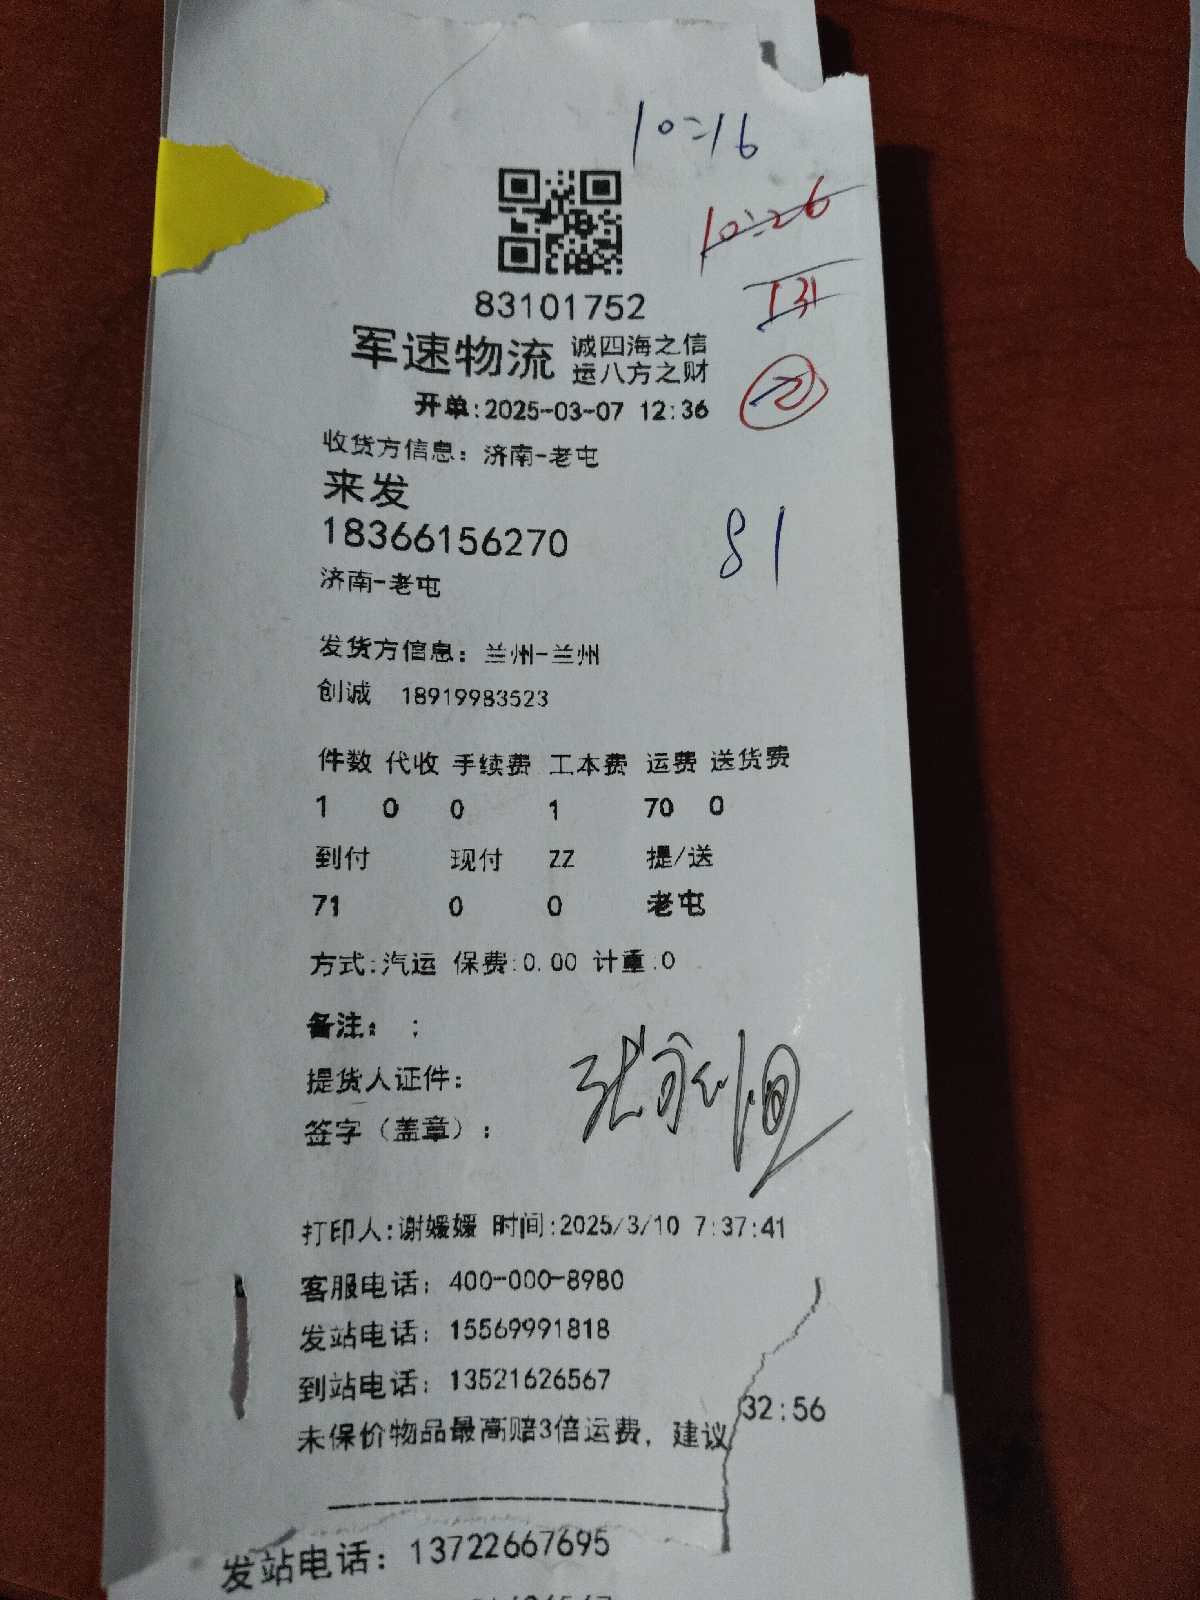 10:16
10:26
131
83101752
军速物流 诚四海之信
运八方之财
开单:2025-03-07 12:36
收货方信息: 济南-老屯
来发
18366156270
81
济南-老屯
发货方信息: 兰州-兰州
创诚 18919983523
件数 代收 手续费 工本费 运费 送货费
1 0 0 1 70 0
到付 现付 ZZ 提/送
71 0 0 老屯
方式:汽运 保费:0.00 计重:0
备注: ;
提货人证件:
签字（盖章）:
张永恒
打印人:谢媛媛 时间:2025/3/10 7:37:41
客服电话: 400-000-8980
发站电话: 15569991818
到站电话: 13521626567
32:56
未保价物品最高赔3倍运费, 建议
发站电话: 13722667695